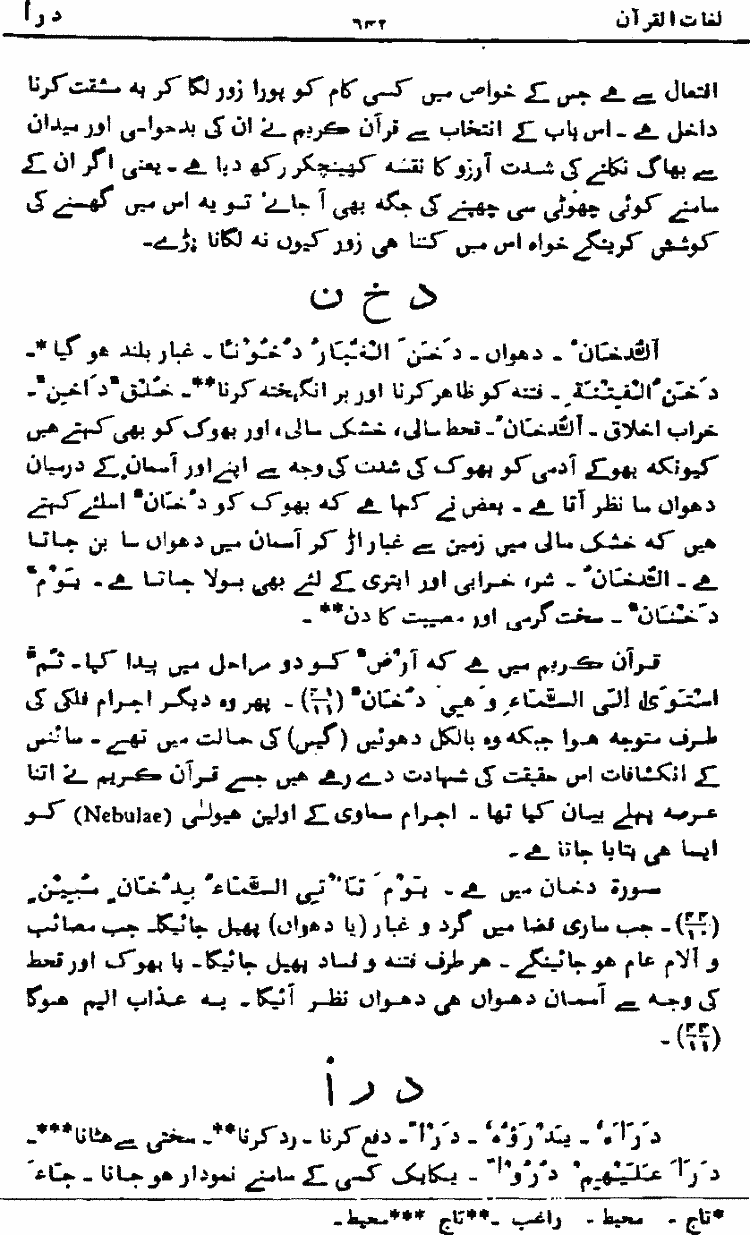 لغات القرآن ۶۳۲ د ر أ
افتعال سے ہے جس کے خواص میں کسی کام کو پورا زور لگا کر بہ مشقت کرنا
داخل ہے ۔ اس باب کے انتخاب سے قرآن کریم نے ان کی بدحواسی اور میدان
سے بھاگ نکلنے کی شدت آرزو کا نقشہ کھینچکر رکھ دیا ہے ۔ یعنی اگر ان کے
سامنے کوئی چھوٹی سی چھپنے کی جگہ بھی آ جائے تو یہ اس میں گھسنے کی
کوشش کرینگے خواہ اس میں کتنا ہی زور کیوں نہ لگانا پڑے۔
د خ ن
اَلدُّخَانُ ۔ دھواں ۔ دَخَنَ الْغُبَارُ دُخُوْنًا ۔ غبار بلند ہو گیا*۔
دَخَنُ الْفِتْنَةِ ۔ فتنہ کو ظاہر کرنا اور بر انگیختہ کرنا**۔ خُلُقٌ دَاخِنٌ۔
خراب اخلاق ۔ اَلدُّخَانُ۔ قحط سالی، خشک سالی، اور بھوک کو بھی کہتے ہیں
کیونکہ بھوکے آدمی کو بھوک کی شدت کی وجہ سے اپنے اور آسمان کے درمیان
دھواں سا نظر آتا ہے ۔ بعض نے کہا ہے کہ بھوک کو دُخَانٌ اسلئے کہتے
ہیں کہ خشک سالی میں زمین سے غبار اڑ کر آسمان میں دھواں سا بن جاتا
ہے ۔ الدُّخَانُ ۔ شر، خرابی اور ابتری کے لئے بھی بولا جاتا ہے ۔ یَوْمٌ
دَخْنَانٌ ۔ سخت گرمی اور مصیبت کا دن** ۔
قرآن کریم میں ہے کہ اَرْضٌ کو دو مراحل میں پیدا کیا۔ ثُمَّ
اسْتَوٰی اِلَی السَّمَاءِ وَ هِیَ دُخَانٌ (۴۱/۱۱) ۔ پھر وہ دیگر اجرام فلکی کی
طرف متوجہ ہوا جبکہ وہ بالکل دھوئیں (گیس) کی حالت میں تھے ۔ سائنس
کے انکشافات اس حقیقت کی شہادت دے رہے ہیں جسے قرآن کریم نے اتنا
عرصہ پہلے بیان کیا تھا ۔ اجرام سماوی کے اولین ہیولیٰ (Nebulae) کو
ایسا ہی بتایا جاتا ہے ۔
سورۃ دخان میں ہے ۔ یَوْمَ تَاْتِی السَّمَاءُ بِدُخَانٍ مُّبِیْنٍ
(۴۴/۱۰)۔ جب ساری فضا میں گرد و غبار (یا دھواں) پھیل جائیگا۔ جب مصائب
و آلام عام ہو جائینگے ۔ ہر طرف فتنہ و فساد پھیل جائیگا۔ یا بھوک اور قحط
کی وجہ سے آسمان دھواں ہی دھواں نظر آئیگا ۔ یہ عذاب الیم ہوگا
(۴۴/۱۱) ۔
د ر أ
دَرَاَہٗ ۔ یَدْرَؤُہٗ ۔ دَرْاً۔ دفع کرنا ۔ رد کرنا**۔ سختی سے ہٹانا***۔
دَرَاَ عَلَیْهِمْ دُرُوْاً ۔ یکایک کسی کے سامنے نمودار ہو جانا ۔ جَاءَ
*تاج ۔ محیط ۔ راغب ۔ **تاج ***محیط۔